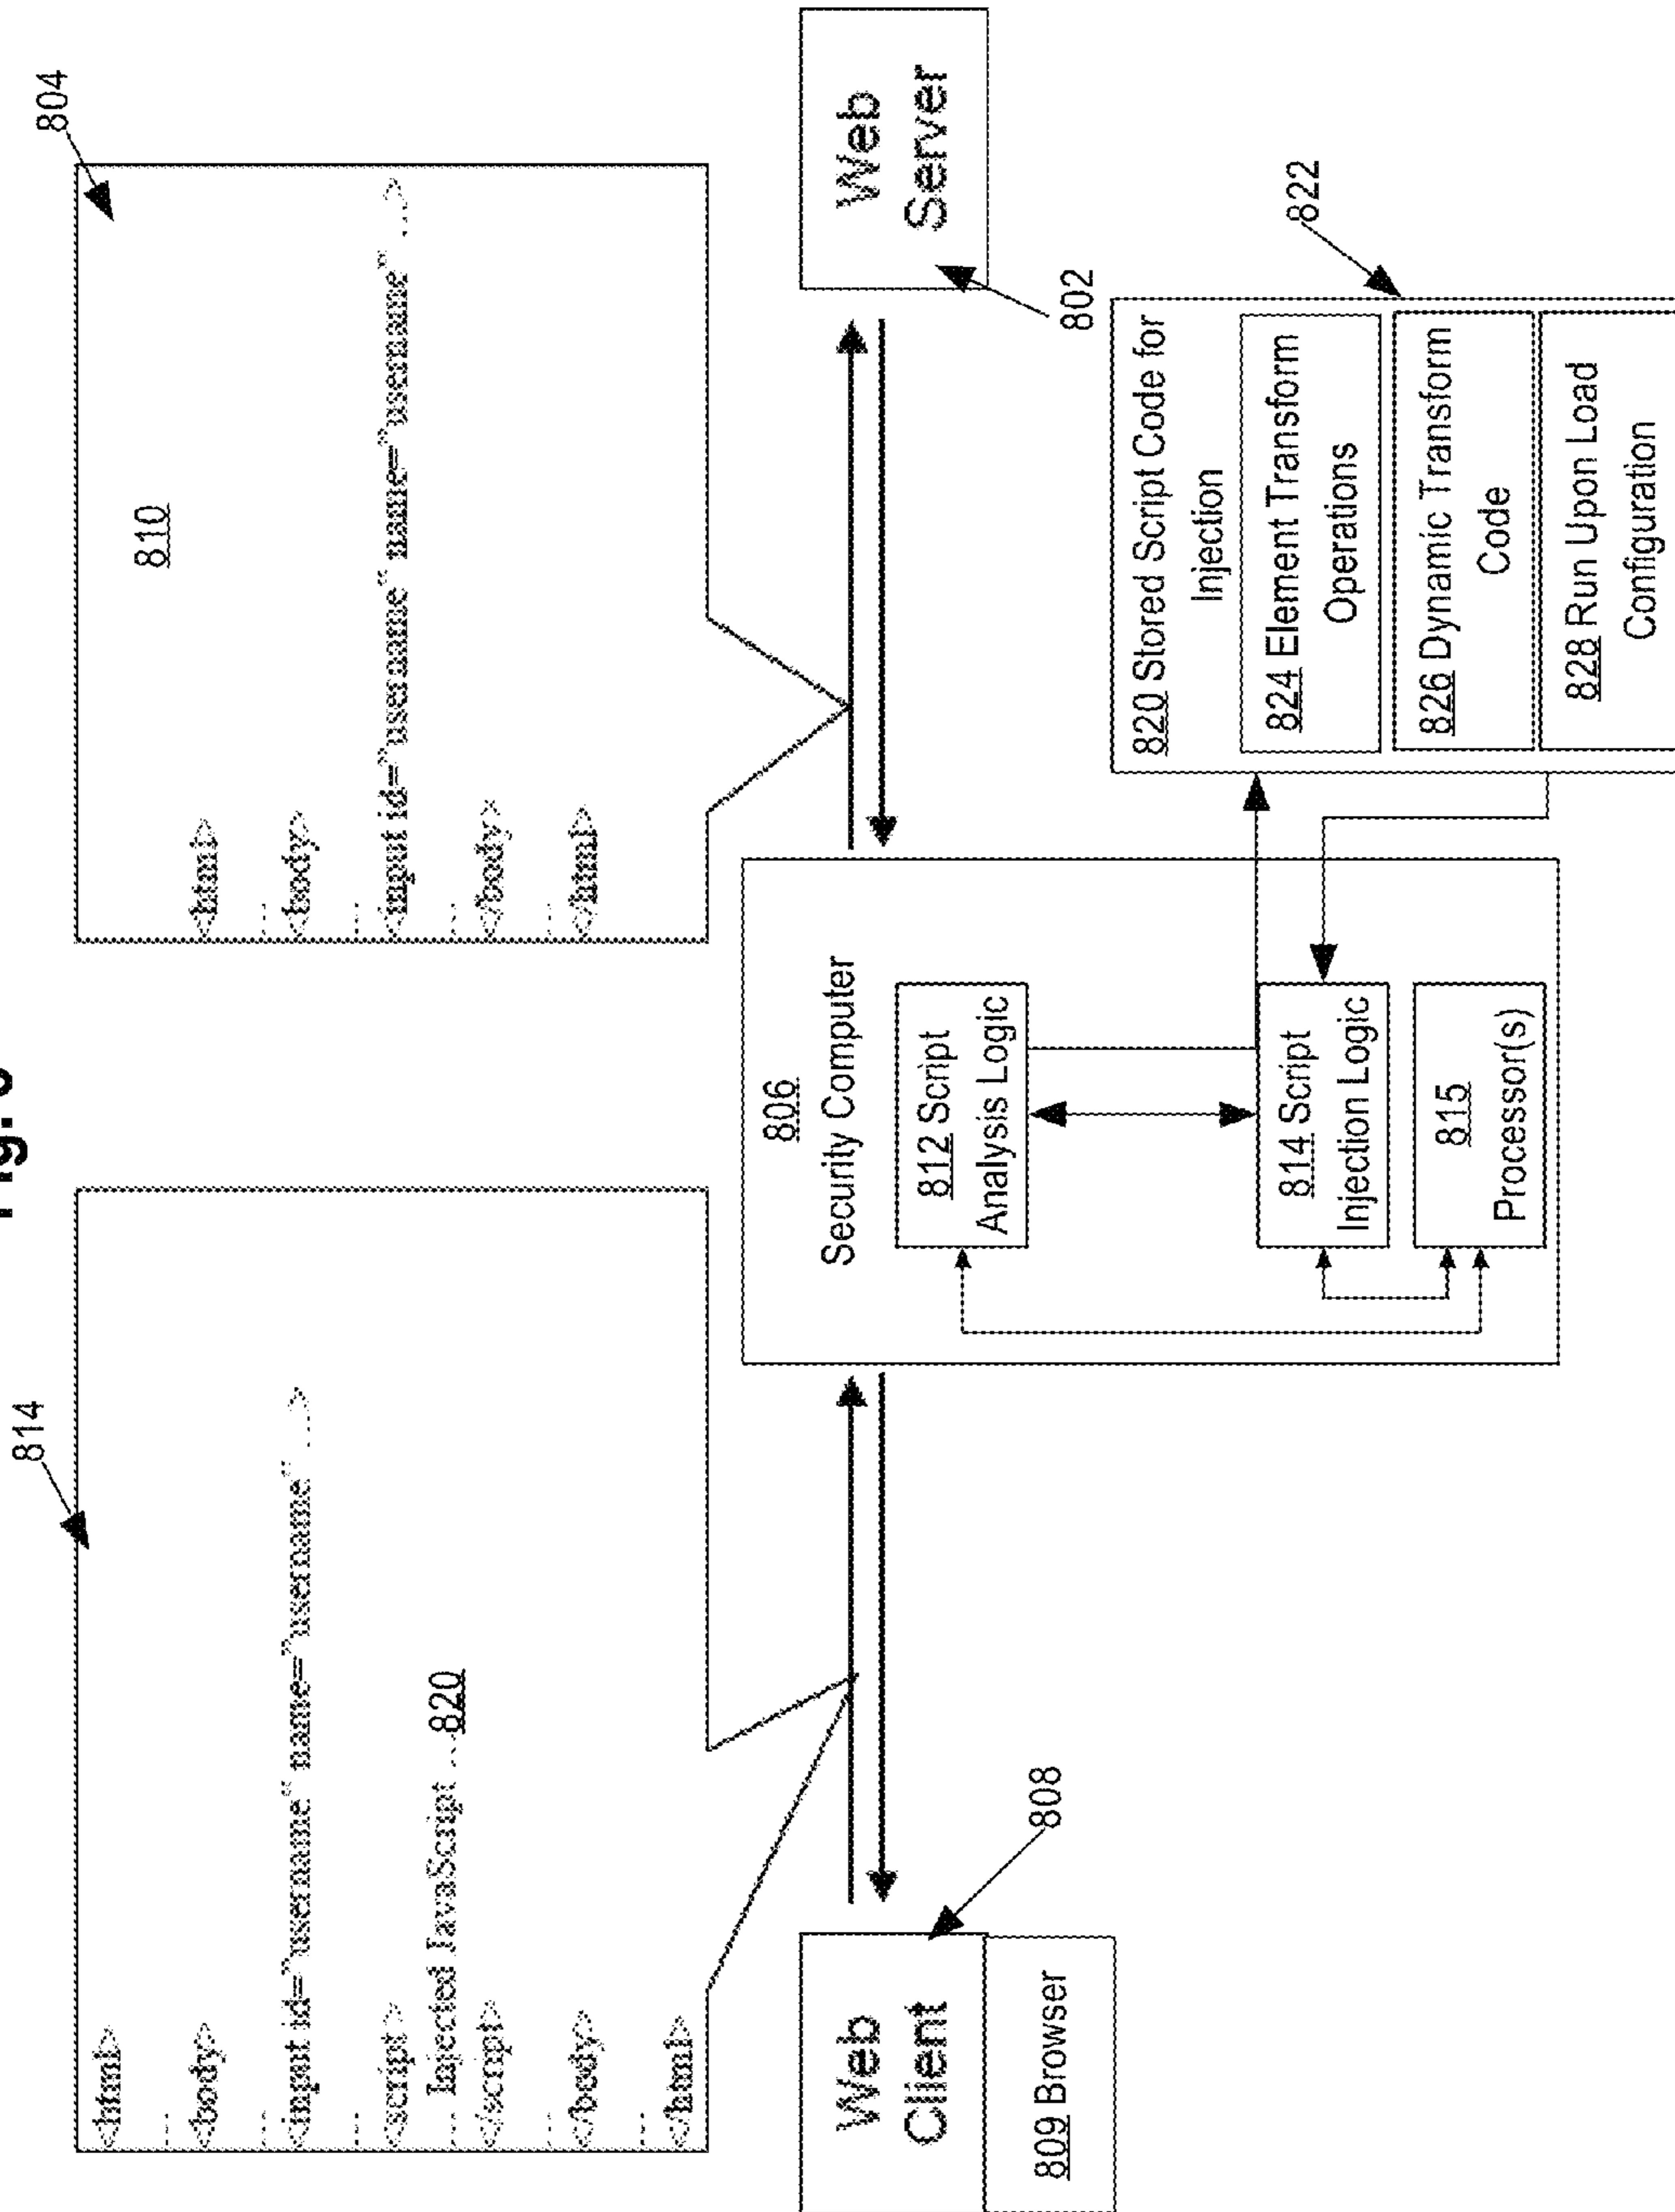 Fig. 8
814
<html>
...
<body>
...
<input id="username" name="username" ...>
...
<script>
Injected JavaScript ...820
</script>
...
</body>
...
</html>
804
810
<html>
...
<body>
...
<input id="username" name="username" ...>
...
</body>
...
</html>
Web
Client
809 Browser
808
806
Security Computer
812 Script
Analysis Logic
814 Script
Injection Logic
815
Processor(s)
Web
Server
802
820 Stored Script Code for
Injection
824 Element Transform
Operations
826 Dynamic Transform
Code
828 Run Upon Load
Configuration
822